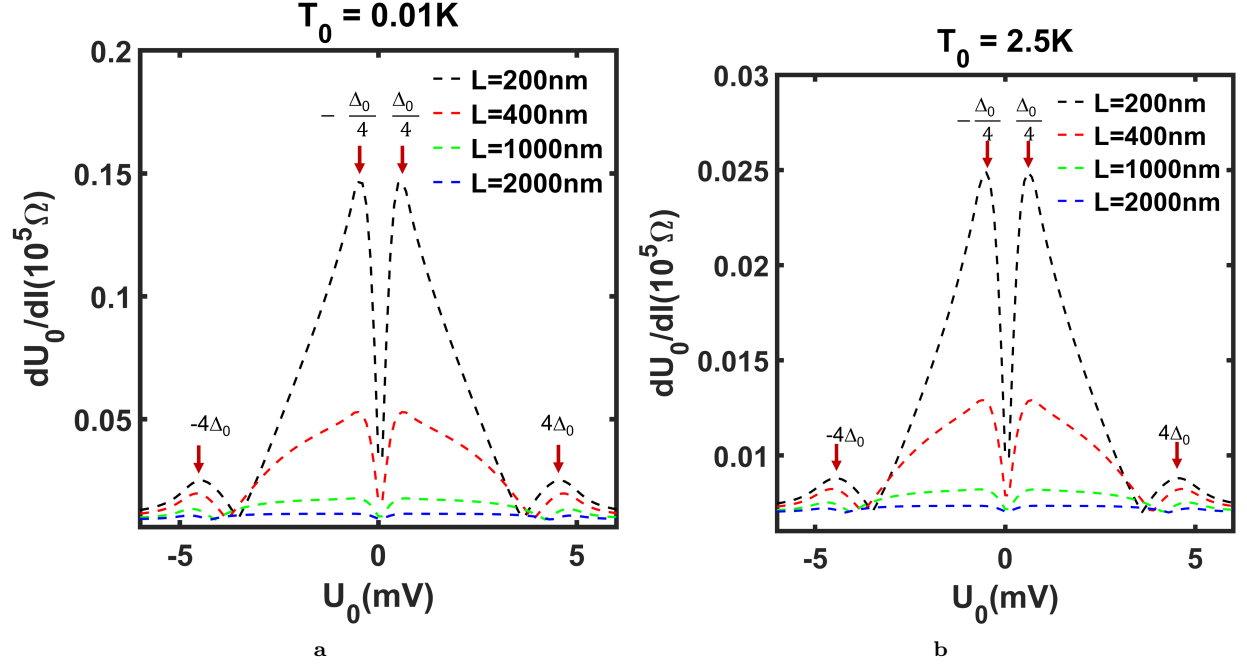 T0 = 0.01K
dU0/dI(10^5Ω)
0.2
0.15
0.1
0.05
-5
0
5
U0(mV)
L=200nm
L=400nm
L=1000nm
L=2000nm
− Δ0/4
Δ0/4
-4Δ0
4Δ0
a
T0 = 2.5K
dU0/dI(10^5Ω)
0.03
0.025
0.02
0.015
0.01
-5
0
5
U0(mV)
L=200nm
L=400nm
L=1000nm
L=2000nm
−Δ0/4
Δ0/4
-4Δ0
4Δ0
b